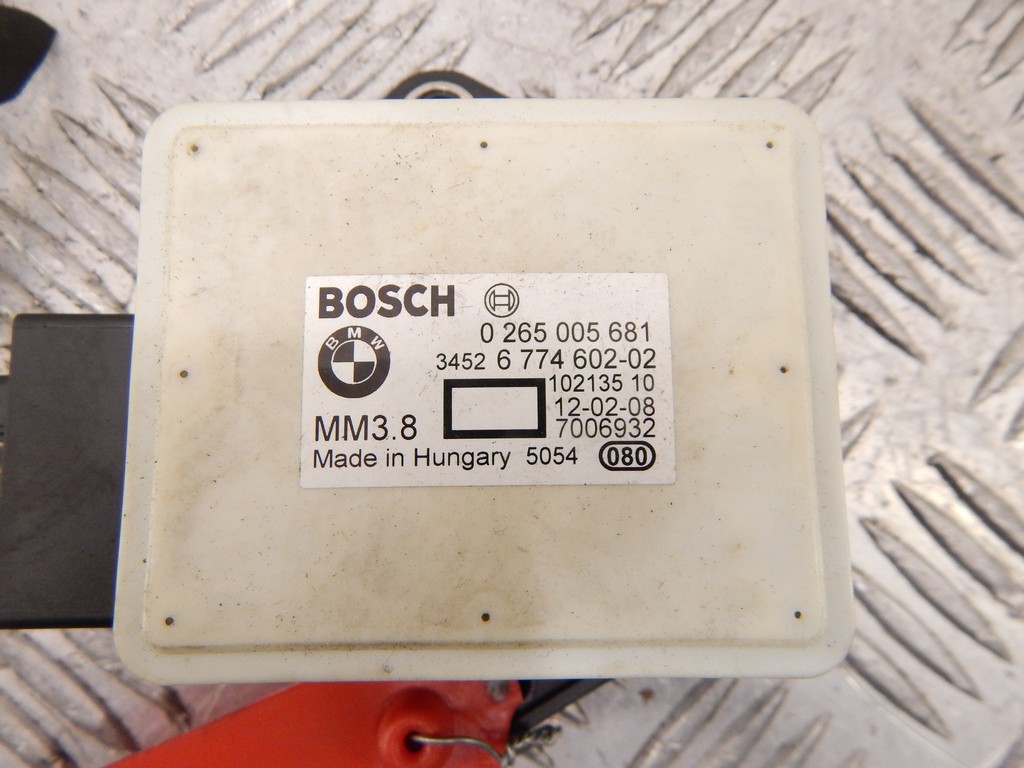 BOSCH
0 265 005 681
BMW
3452 6 774 602-02
102135 10
12-02-08
MM3.8
7006932
Made in Hungary 5054 080